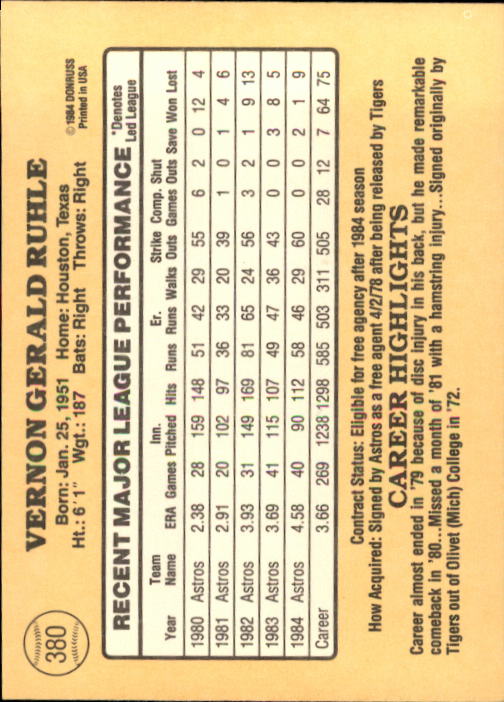 380
VERNON GERALD RUHLE
Born: Jan. 25, 1951 Home: Houston, Texas
Ht.: 6'1" Wgt.: 187 Bats: Right Throws: Right
©1984 DONRUSS
Printed in USA
RECENT MAJOR LEAGUE PERFORMANCE
*Denotes
Led League
Team Inn. Er. Strike Comp. Shut
Year Name ERA Games Pitched Hits Runs Runs Walks Outs Games Outs Save Won Lost
1980 Astros 2.38 28 159 148 51 42 29 55 6 2 0 12 4
1981 Astros 2.91 20 102 97 36 33 20 39 1 0 1 4 6
1982 Astros 3.93 31 149 169 81 65 24 56 3 2 1 9 13
1983 Astros 3.69 41 115 107 49 47 36 43 0 0 3 8 5
1984 Astros 4.58 40 90 112 58 46 29 60 0 0 2 1 9
Career 3.66 269 1238 1298 585 503 311 505 28 12 7 64 75
Contract Status: Eligible for free agency after 1984 season
How Acquired: Signed by Astros as a free agent 4/2/78 after being released by Tigers
CAREER HIGHLIGHTS
Career almost ended in '79 because of disc injury in his back, but he made remarkable
comeback in '80...Missed a month of '81 with a hamstring injury...Signed originally by
Tigers out of Olivet (Mich) College in '72.